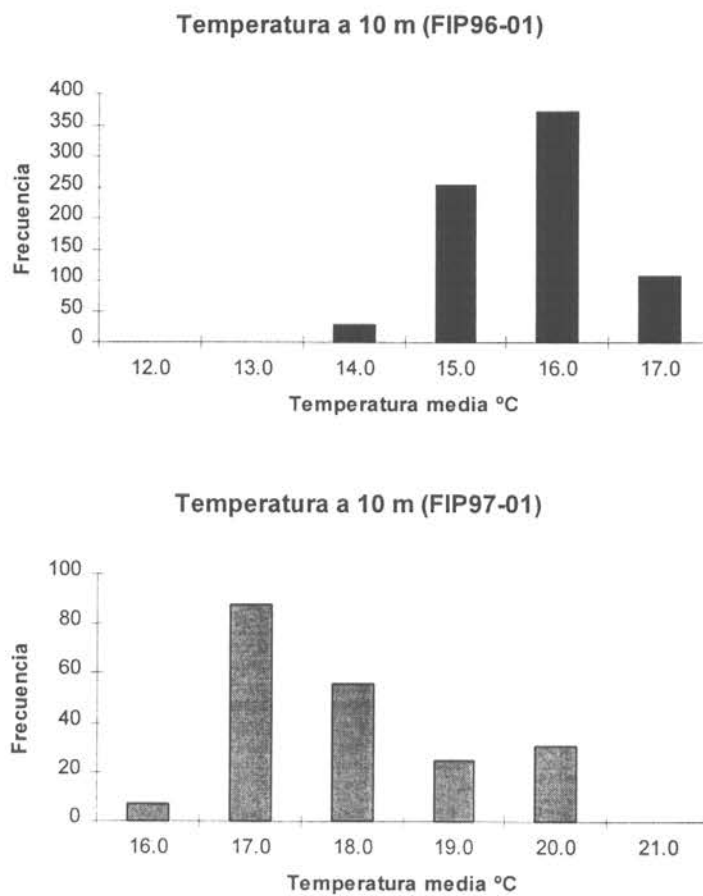 Temperatura a 10 m (FIP96-01)
400
350
300
250
200
150
100
50
0
Frecuencia
12.0 13.0 14.0 15.0 16.0 17.0
Temperatura media ºC
Temperatura a 10 m (FIP97-01)
100
80
60
40
20
0
Frecuencia
16.0 17.0 18.0 19.0 20.0 21.0
Temperatura media ºC